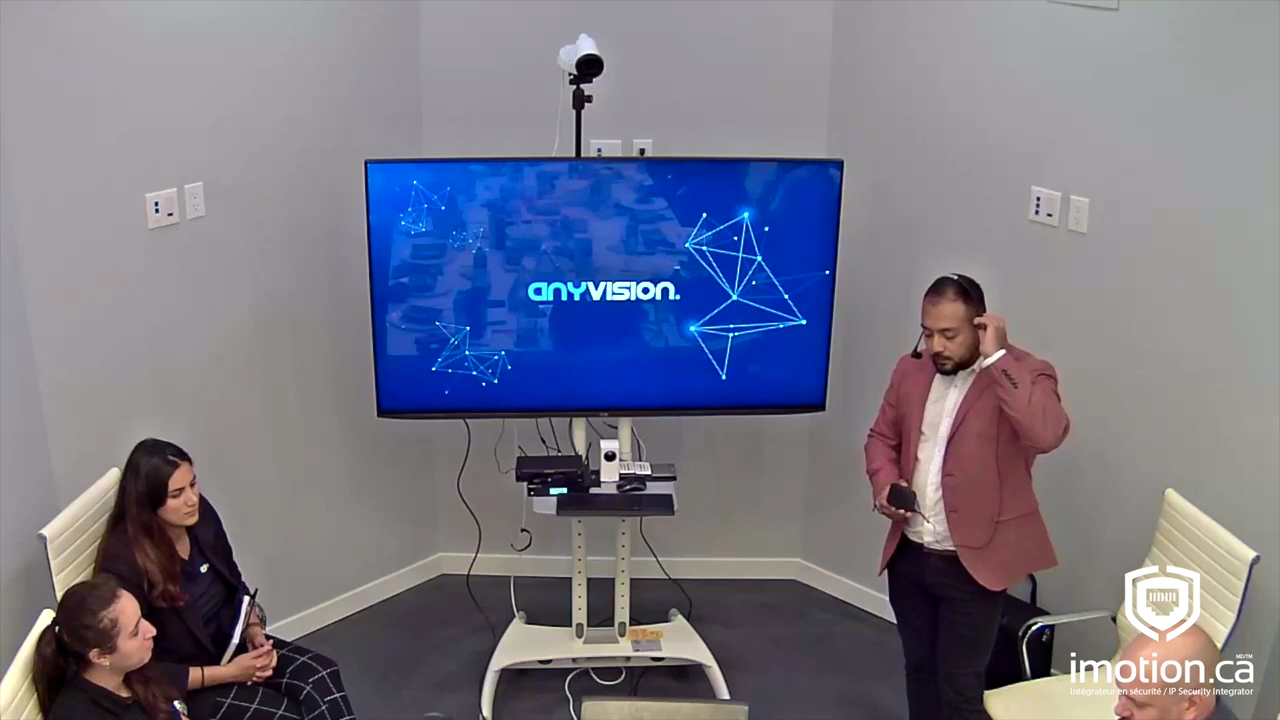 anyvision.
imotion.ca MD/TM
Intégrateur en sécurité / IP Security Integrator